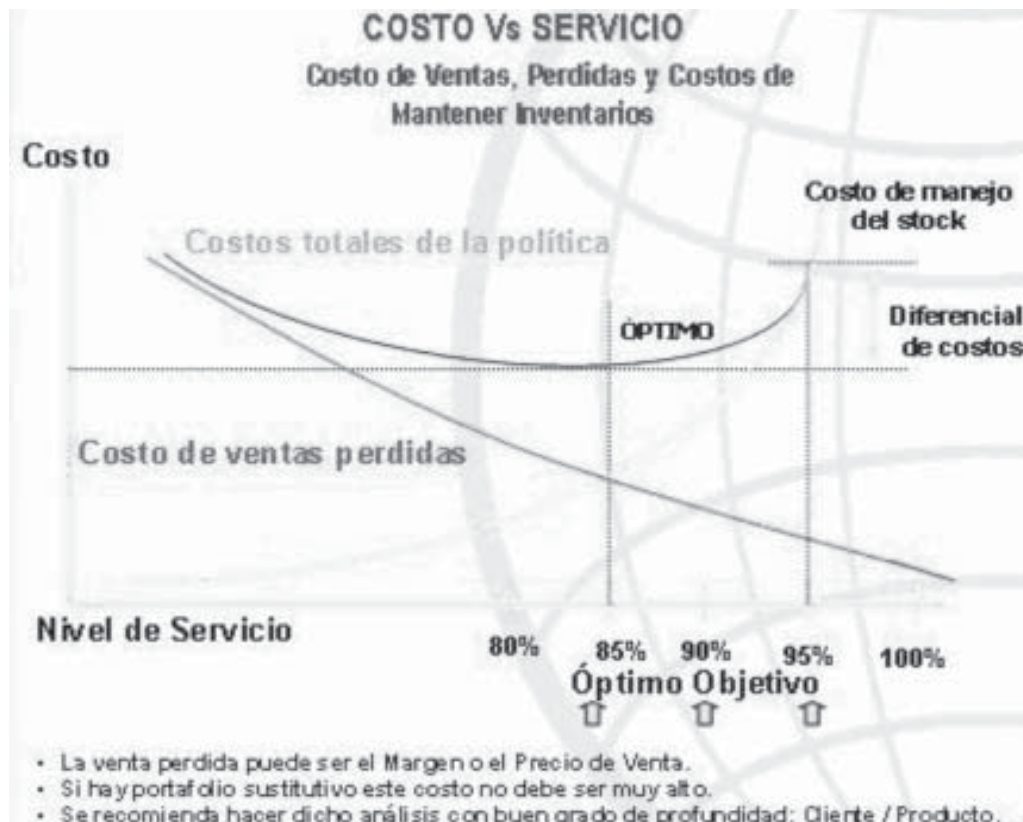 COSTO Vs SERVICIO
Costo de Ventas, Perdidas y Costos de
Mantener Inventarios
Costo
Costo de manejo
del stock
Costos totales de la política
ÓPTIMO
Diferencial
de costos
Costo de ventas perdidas
Nivel de Servicio
80% 85% 90% 95% 100%
Óptimo Objetivo
• La venta perdida puede ser el Margen o el Precio de Venta.
• Si hay portafolio sustitutivo este costo no debe ser muy alto.
• Se recomienda hacer dicho análisis con buen grado de profundidad: Cliente / Producto.